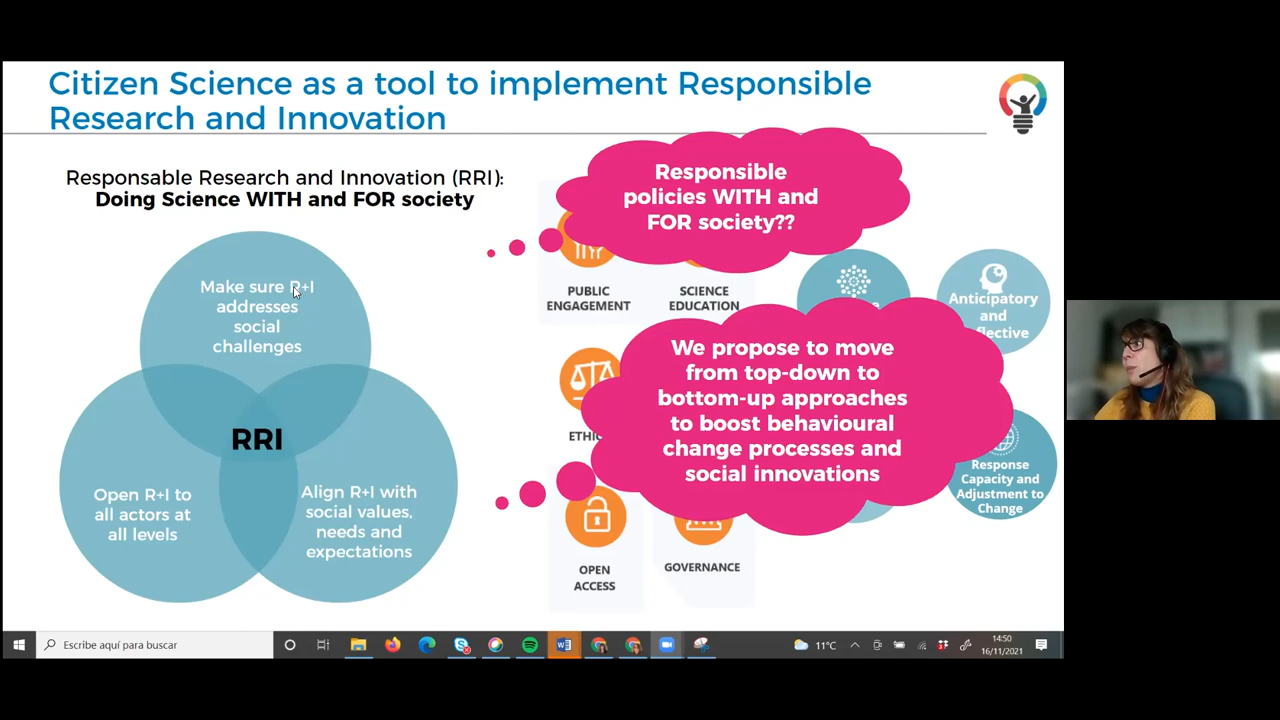 Citizen Science as a tool to implement Responsible
Research and Innovation
Responsable Research and Innovation (RRI):
Doing Science WITH and FOR society
Make sure R+I
addresses
social
challenges
RRI
Open R+I to
all actors at
all levels
Align R+I with
social values,
needs and
expectations
Responsible
policies WITH and
FOR society??
PUBLIC
ENGAGEMENT
SCIENCE
EDUCATION
Anticipatory
and
flective
We propose to move
from top-down to
bottom-up approaches
to boost behavioural
change processes and
social innovations
ETHIC
OPEN
ACCESS
GOVERNANCE
Response
Capacity and
Adjustment to
Change
Escribe aquí para buscar
11°C
14:50
16/11/2021